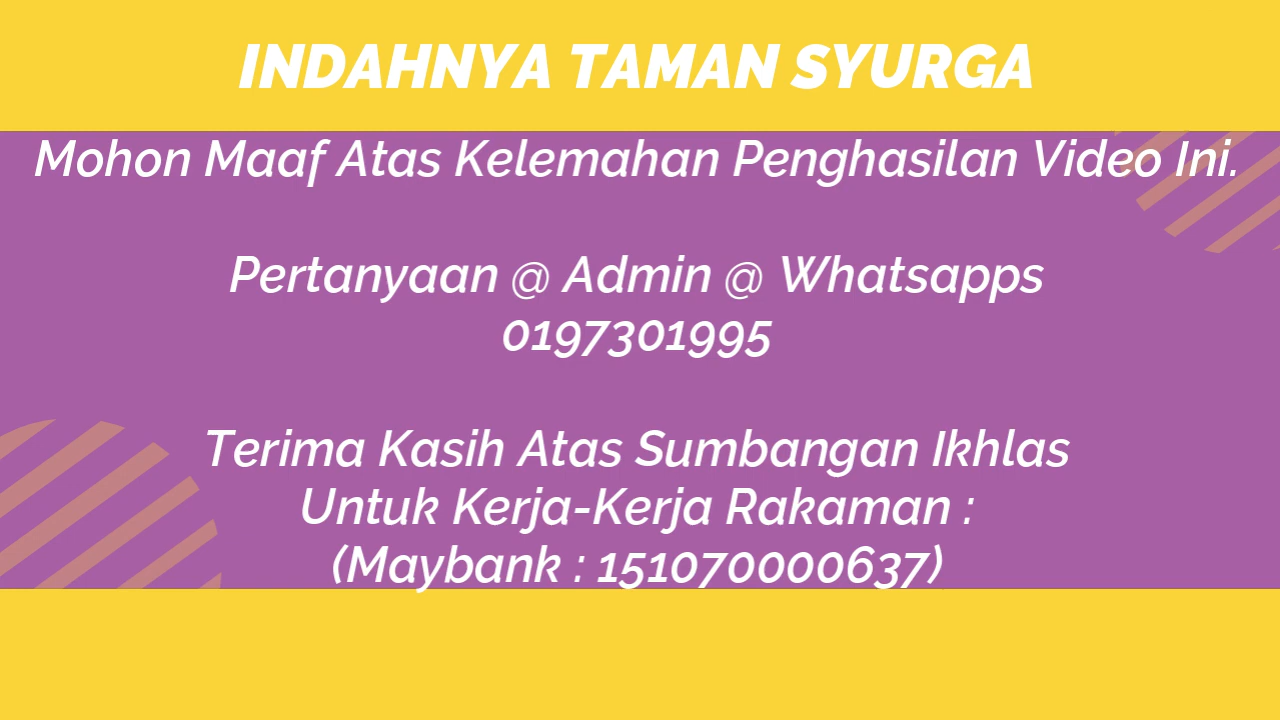 INDAHNYA TAMAN SYURGA
Mohon Maaf Atas Kelemahan Penghasilan Video Ini.
Pertanyaan @ Admin @ Whatsapps
0197301995
Terima Kasih Atas Sumbangan Ikhlas
Untuk Kerja-Kerja Rakaman :
(Maybank : 151070000637)